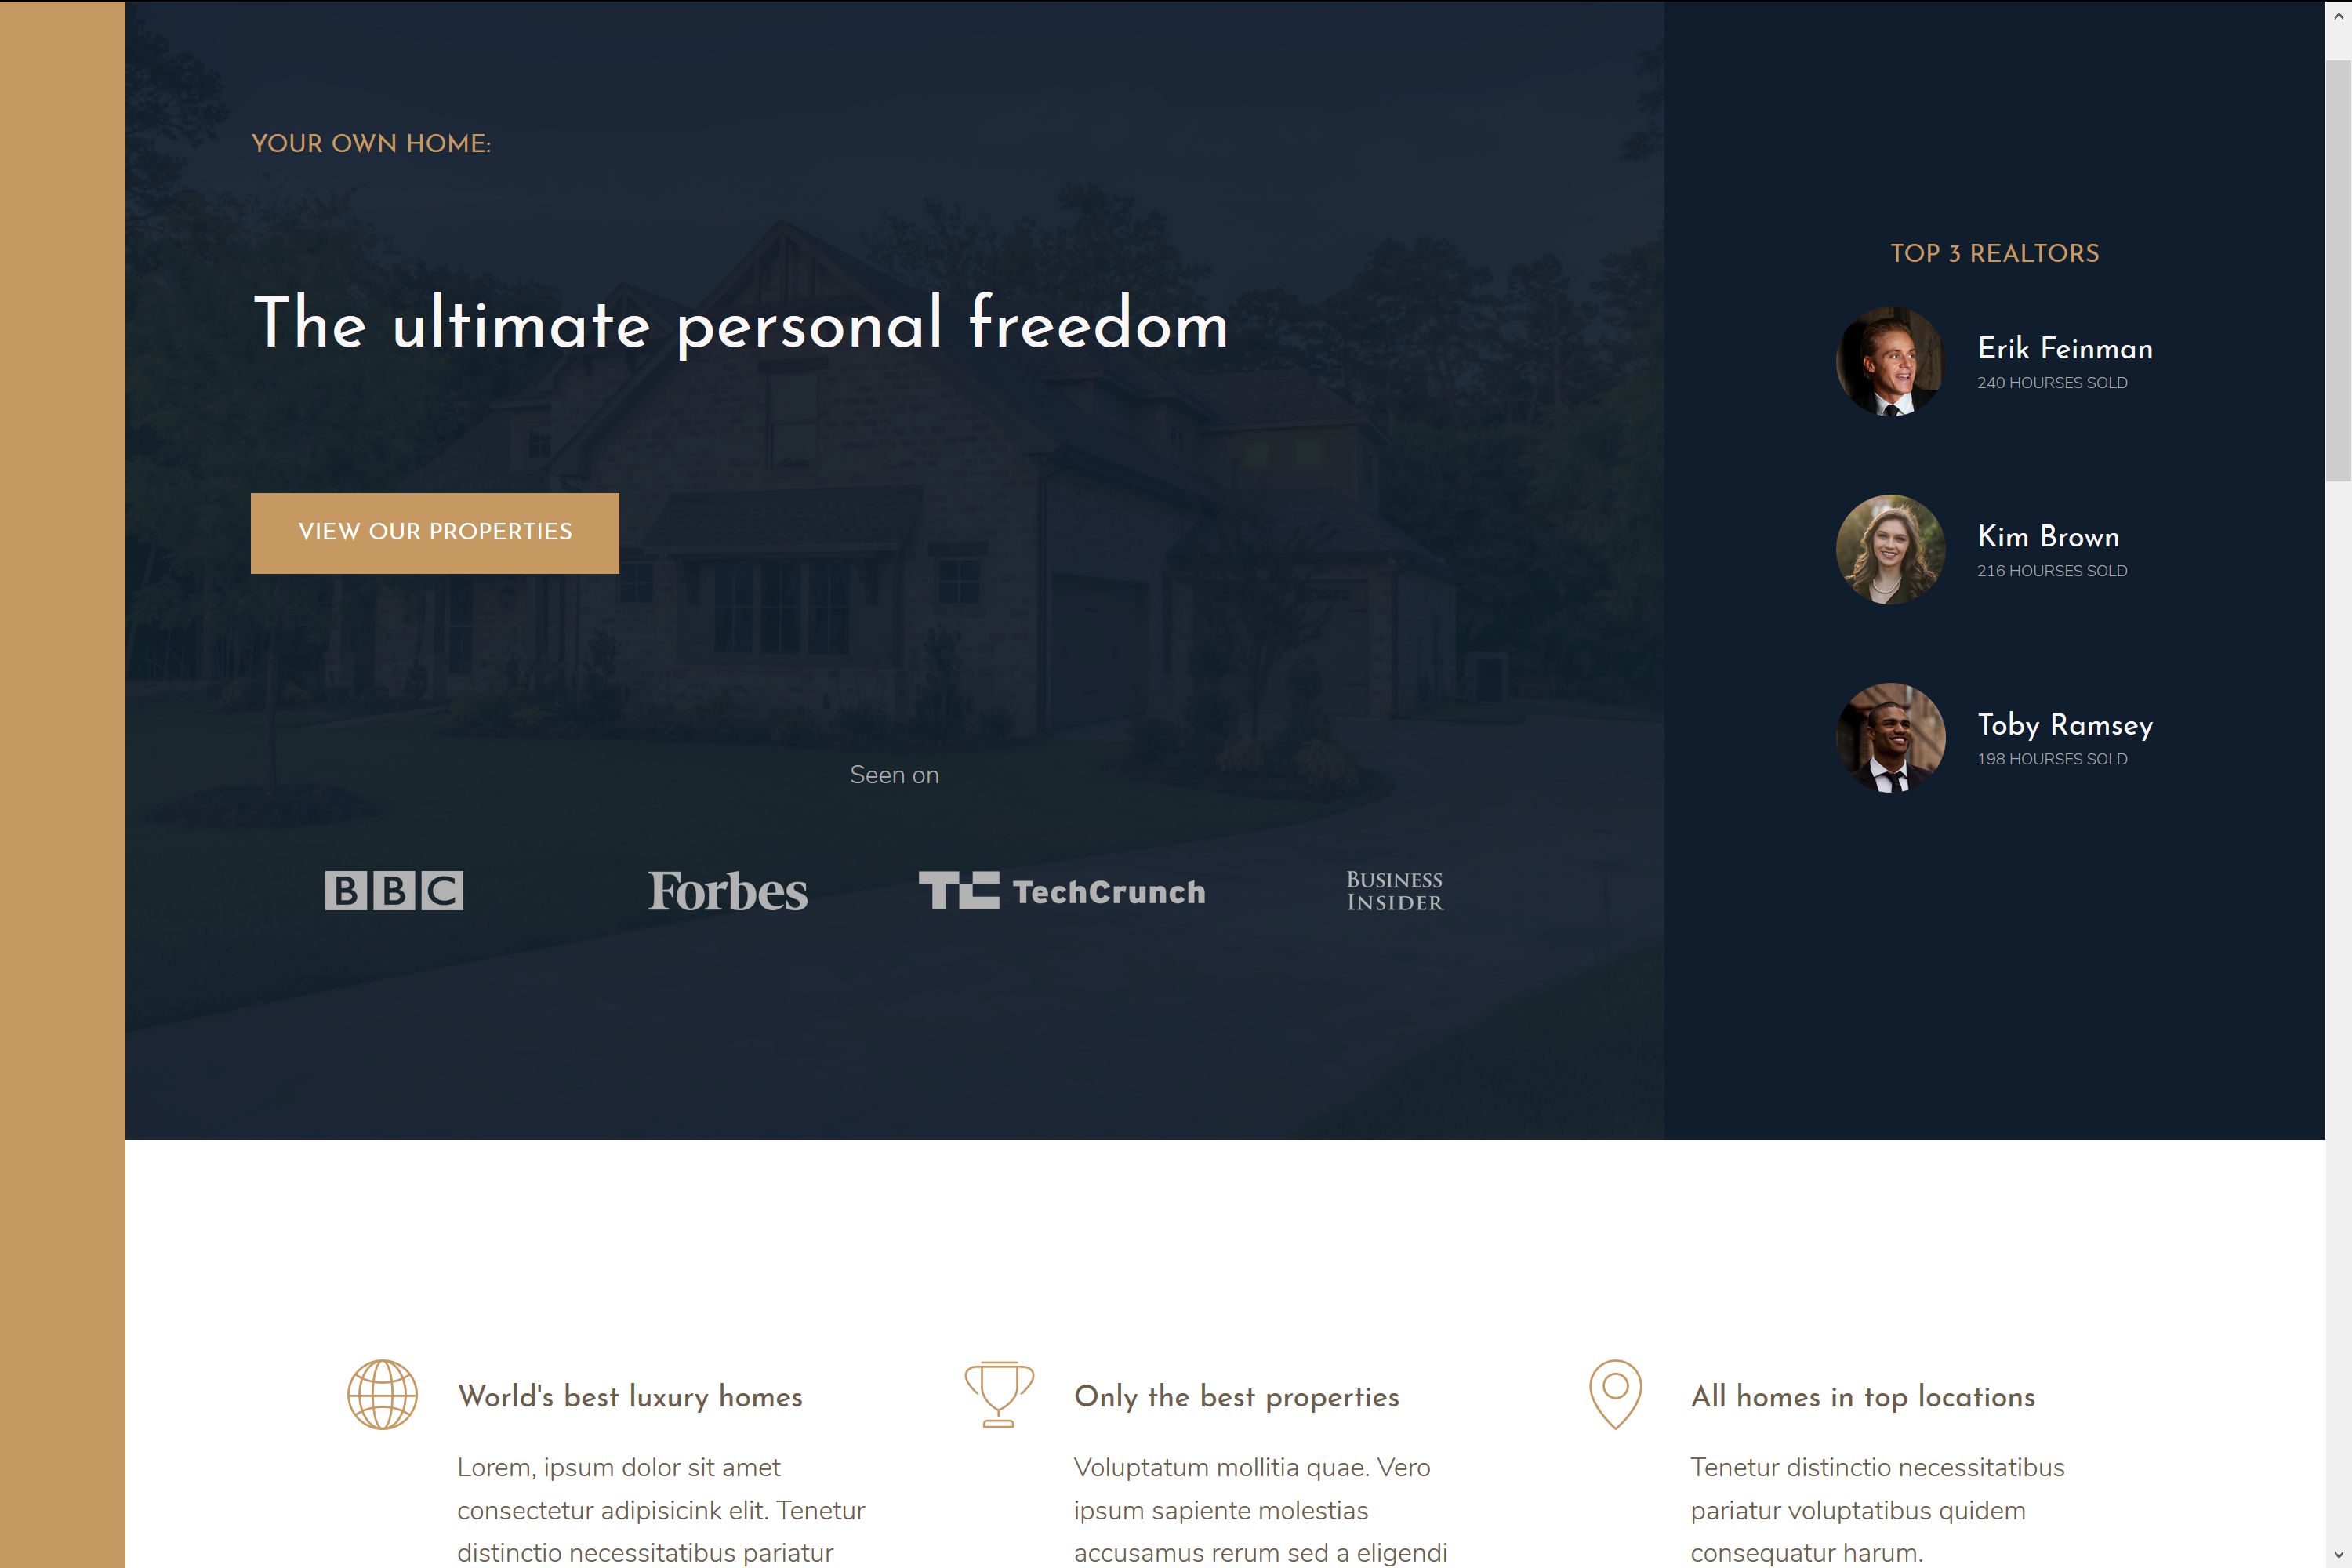 YOUR OWN HOME:
The ultimate personal freedom
VIEW OUR PROPERTIES
Seen on
BBC
Forbes
TC TechCrunch
BUSINESS
INSIDER
TOP 3 REALTORS
Erik Feinman
240 HOURSES SOLD
Kim Brown
216 HOURSES SOLD
Toby Ramsey
198 HOURSES SOLD
World's best luxury homes
Lorem, ipsum dolor sit amet
consectetur adipisicink elit. Tenetur
distinctio necessitatibus pariatur
Only the best properties
Voluptatum mollitia quae. Vero
ipsum sapiente molestias
accusamus rerum sed a eligendi
All homes in top locations
Tenetur distinctio necessitatibus
pariatur voluptatibus quidem
consequatur harum.